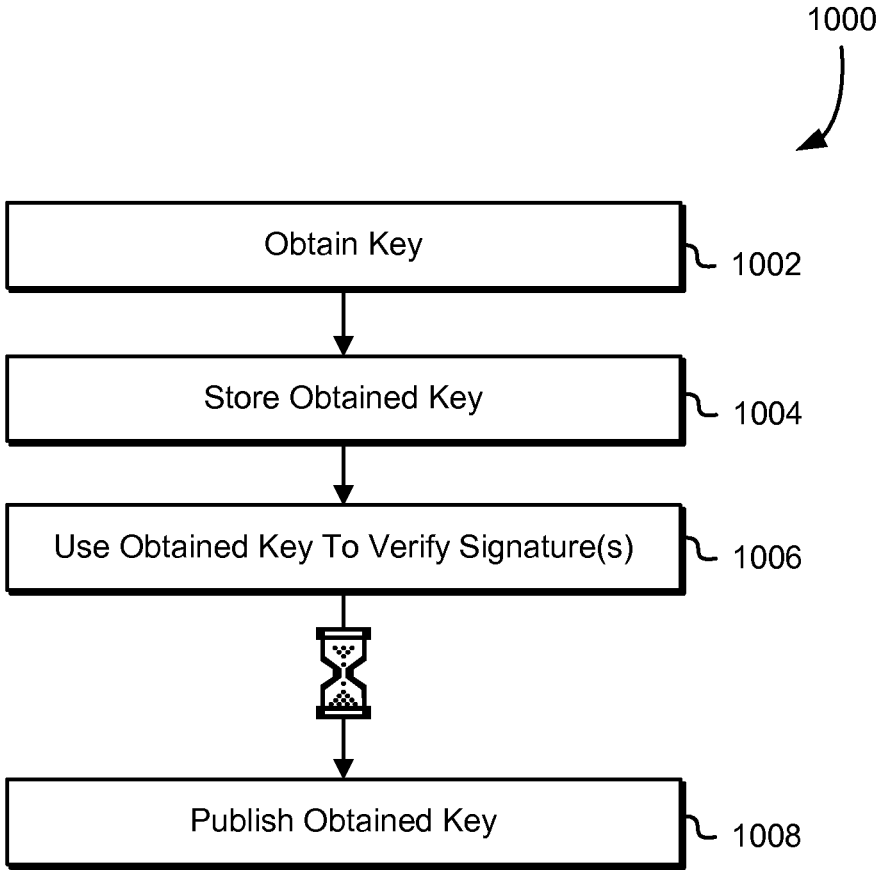 1000
Obtain Key
1002
Store Obtained Key
1004
Use Obtained Key To Verify Signature(s)
1006
Publish Obtained Key
1008